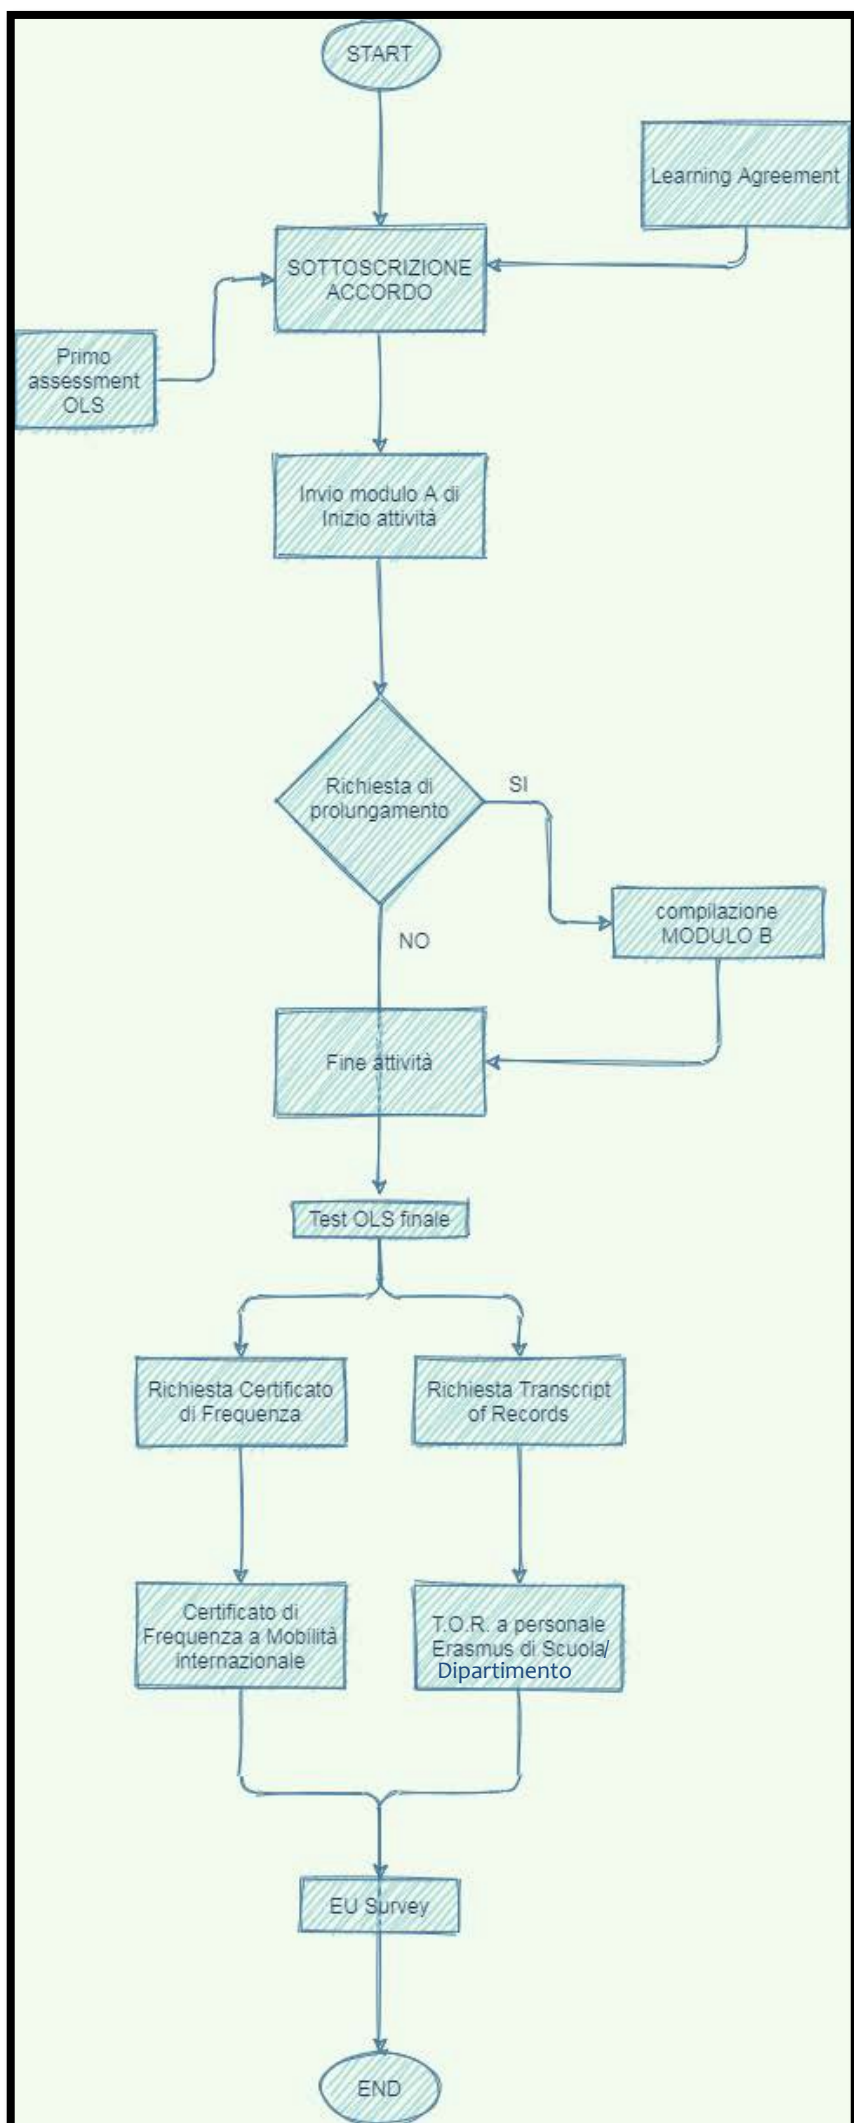 START
Learning Agreement
SOTTOSCRIZIONE
ACCORDO
Primo
assessment
OLS
Invio modulo A di
Inizio attività
Richiesta di
prolungamento
SI
NO
compilazione
MODULO B
Fine attività
Test OLS finale
Richiesta Certificato
di Frequenza
Richiesta Transcript
of Records
Certificato di
Frequenza a Mobilità
internazionale
T.O.R. a personale
Erasmus di Scuola/
Dipartimento
EU Survey
END